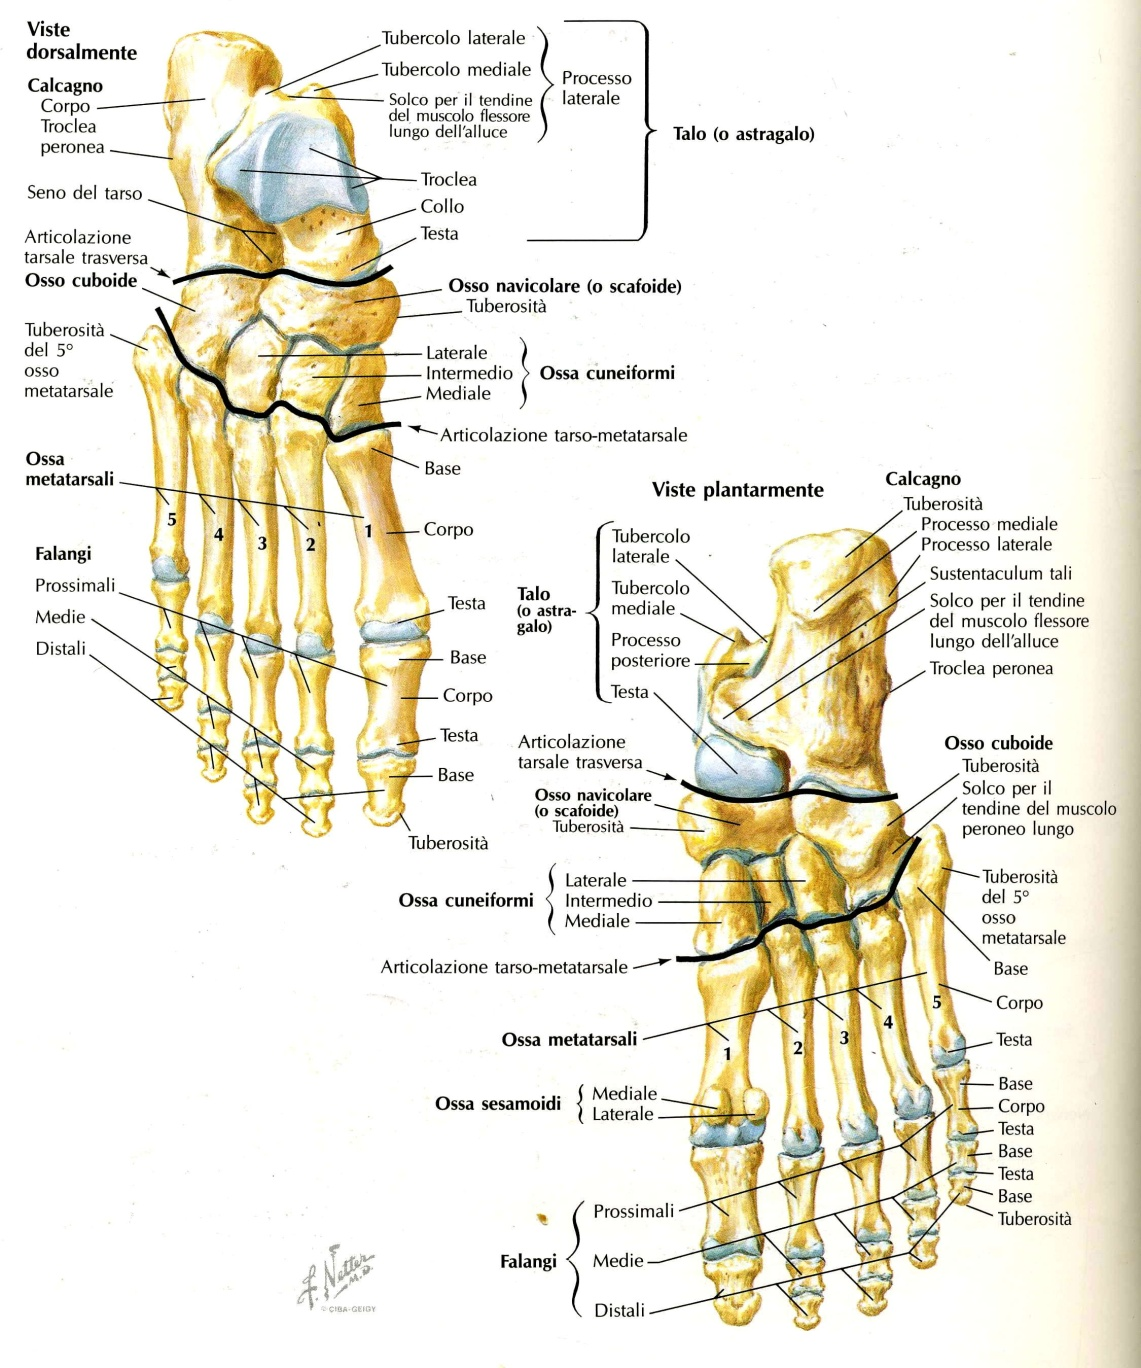 Viste
dorsalmente
Calcagno
Corpo
Troclea
peronea
Seno del tarso
Articolazione
tarsale trasversa
Osso cuboide
Tuberosità
del 5°
osso
metatarsale
Ossa
metatarsali
Falangi
Prossimali
Medie
Distali
Tubercolo laterale
Tubercolo mediale
Solco per il tendine
del muscolo flessore
lungo dell'alluce
Processo
laterale
Talo (o astragalo)
Troclea
Collo
Testa
Osso navicolare (o scafoide)
Tuberosità
Laterale
Intermedio
Mediale
Ossa cuneiformi
Articolazione tarso-metatarsale
Base
Corpo
Testa
Base
Corpo
Testa
Base
Tuberosità
5
4
3
2
1
Viste plantarmente
Tubercolo
laterale
Tubercolo
mediale
Processo
posteriore
Testa
Talo
(o astra-
galo)
Articolazione
tarsale trasversa
Osso navicolare
(o scafoide)
Tuberosità
Ossa cuneiformi
Laterale
Intermedio
Mediale
Articolazione tarso-metatarsale
Ossa metatarsali
Ossa sesamoidi
Mediale
Laterale
Falangi
Prossimali
Medie
Distali
Calcagno
Tuberosità
Processo mediale
Processo laterale
Sustentaculum tali
Solco per il tendine
del muscolo flessore
lungo dell'alluce
Troclea peronea
Osso cuboide
Tuberosità
Solco per il
tendine del muscolo
peroneo lungo
Tuberosità
del 5°
osso
metatarsale
Base
Corpo
Testa
Base
Corpo
Testa
Base
Testa
Base
Tuberosità
1
2
3
4
5
F. Netter
M.D.
© CIBA-GEIGY